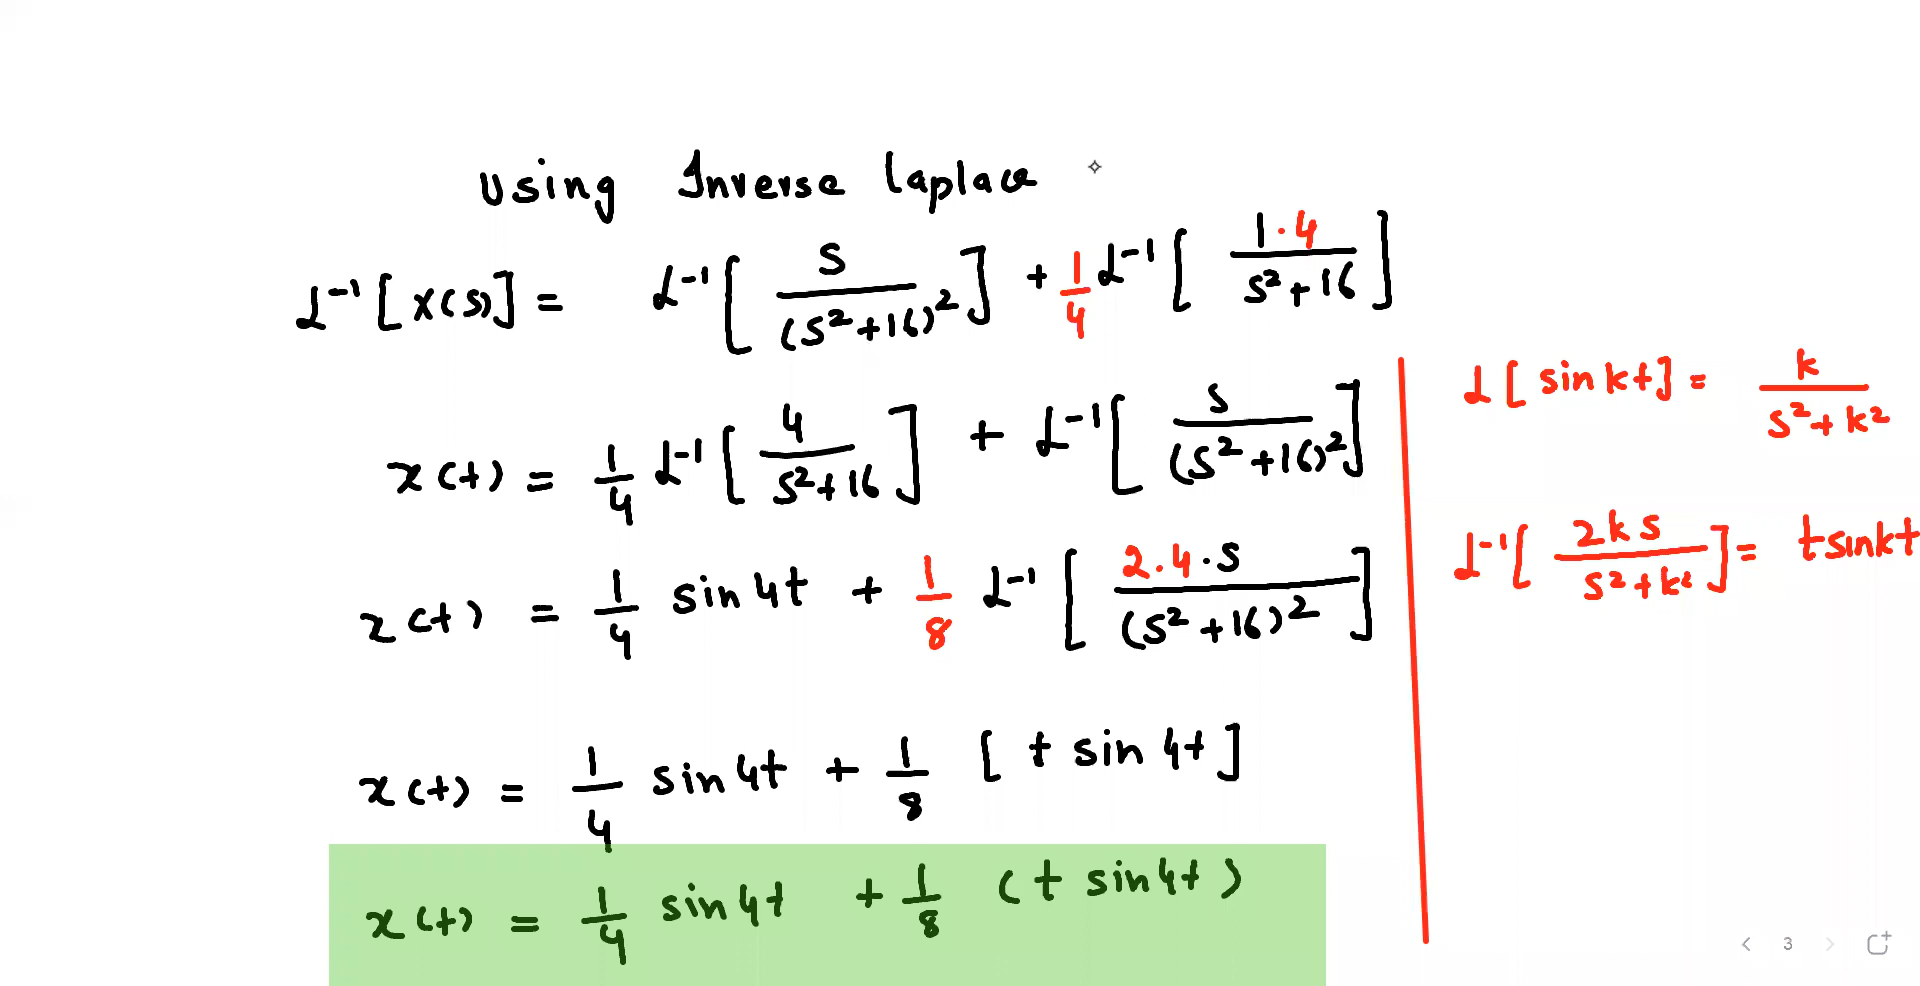 Using Inverse Laplace
ℒ⁻¹[X(s)] = ℒ⁻¹[s/(s²+16)²] + 1/4 ℒ⁻¹[1·4/(s²+16)]
x(t) = 1/4 ℒ⁻¹[4/(s²+16)] + ℒ⁻¹[s/(s²+16)²]
x(t) = 1/4 sin 4t + 1/8 ℒ⁻¹[2·4·s/(s²+16)²]
x(t) = 1/4 sin 4t + 1/8 [t sin 4t]
x(t) = 1/4 sin 4t + 1/8 (t sin 4t)
ℒ[sin kt] = k/(s²+k²)
ℒ⁻¹[2ks/(s²+k²)] = t sin kt
3